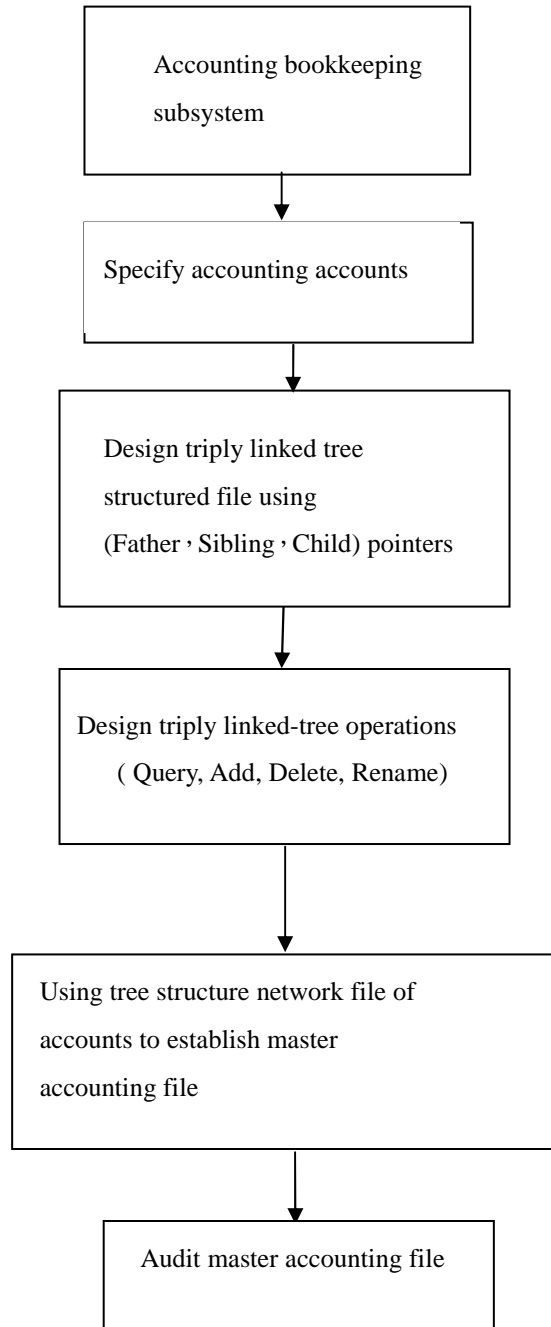 Accounting bookkeeping
subsystem
Specify accounting accounts
Design triply linked tree
structured file using
(Father，Sibling，Child) pointers
Design triply linked-tree operations
( Query, Add, Delete, Rename)
Using tree structure network file of
accounts to establish master
accounting file
Audit master accounting file